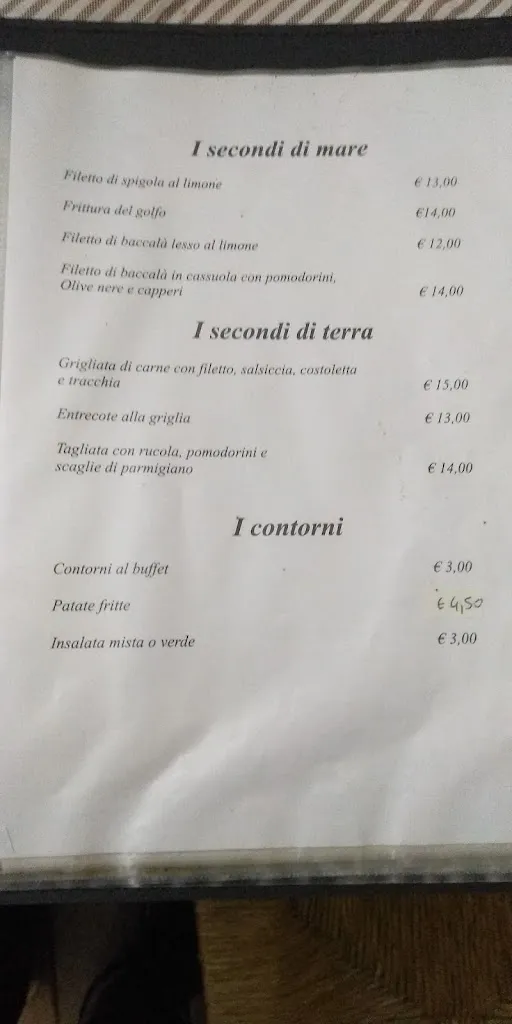 I secondi di mare
Filetto di spigola al limone € 13,00
Frittura del golfo €14,00
Filetto di baccalà lesso al limone € 12,00
Filetto di baccalà in cassuola con pomodorini,
Olive nere e capperi € 14,00
I secondi di terra
Grigliata di carne con filetto, salsiccia, costoletta
e tracchia € 15,00
Entrecote alla griglia € 13,00
Tagliata con rucola, pomodorini e
scaglie di parmigiano € 14,00
I contorni
Contorni al buffet € 3,00
Patate fritte € 4,50
Insalata mista o verde € 3,00